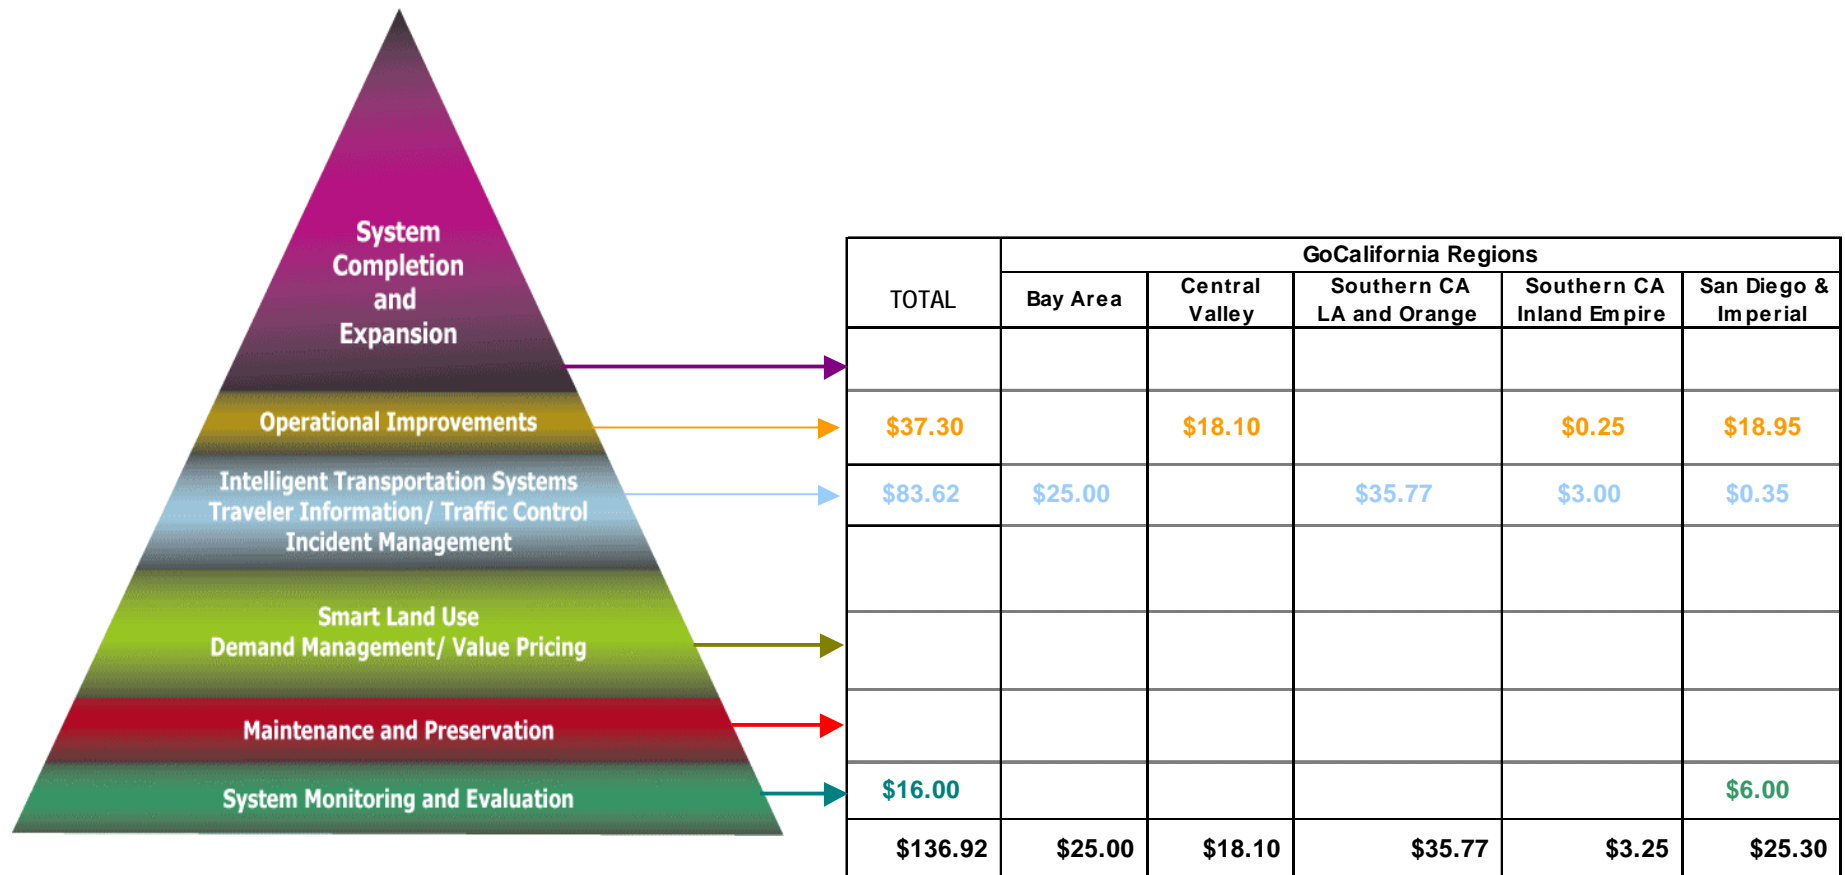 System
Completion
and
Expansion
Operational Improvements
Intelligent Transportation Systems
Traveler Information/ Traffic Control
Incident Management
Smart Land Use
Demand Management/ Value Pricing
Maintenance and Preservation
System Monitoring and Evaluation
GoCalifornia Regions
TOTAL Bay Area Central Valley Southern CA LA and Orange Southern CA Inland Empire San Diego & Imperial
$37.30 $18.10 $0.25 $18.95
$83.62 $25.00 $35.77 $3.00 $0.35
$16.00 $6.00
$136.92 $25.00 $18.10 $35.77 $3.25 $25.30